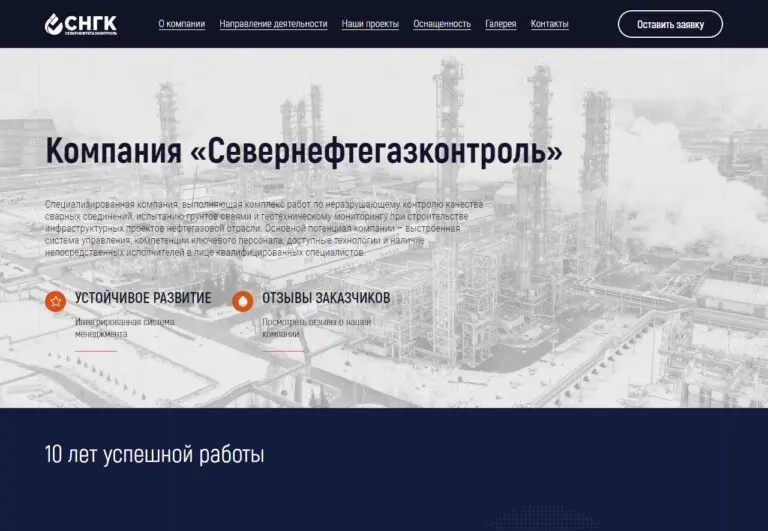 СНГК
СЕВЕРНЕФТЕГАЗКОНТРОЛЬ
О компании Направление деятельности Наши проекты Оснащенность Галерея Контакты Оставить заявку
Компания «Севернефтегазконтроль»
Специализированная компания, выполняющая комплекс работ по неразрушающему контролю качества
сварных соединений, испытанию грунтов сваями и геотехническому мониторингу при строительстве
инфраструктурных проектов нефтегазовой отрасли. Основной потенциал компании – выстроенная
система управления, компетенции ключевого персонала, доступные технологии и наличие
непосредственных исполнителей в лице квалифицированных специалистов.
УСТОЙЧИВОЕ РАЗВИТИЕ
Интегрированная система
менеджмента
ОТЗЫВЫ ЗАКАЗЧИКОВ
Посмотреть отзывы о нашей
компании
10 лет успешной работы